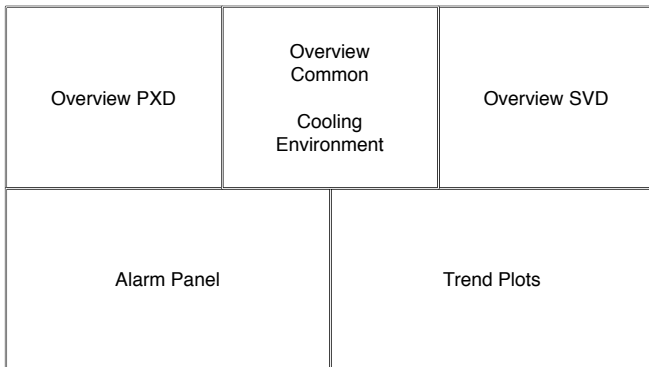 Overview PXD
Overview
Common
Cooling
Environment
Overview SVD
Alarm Panel
Trend Plots